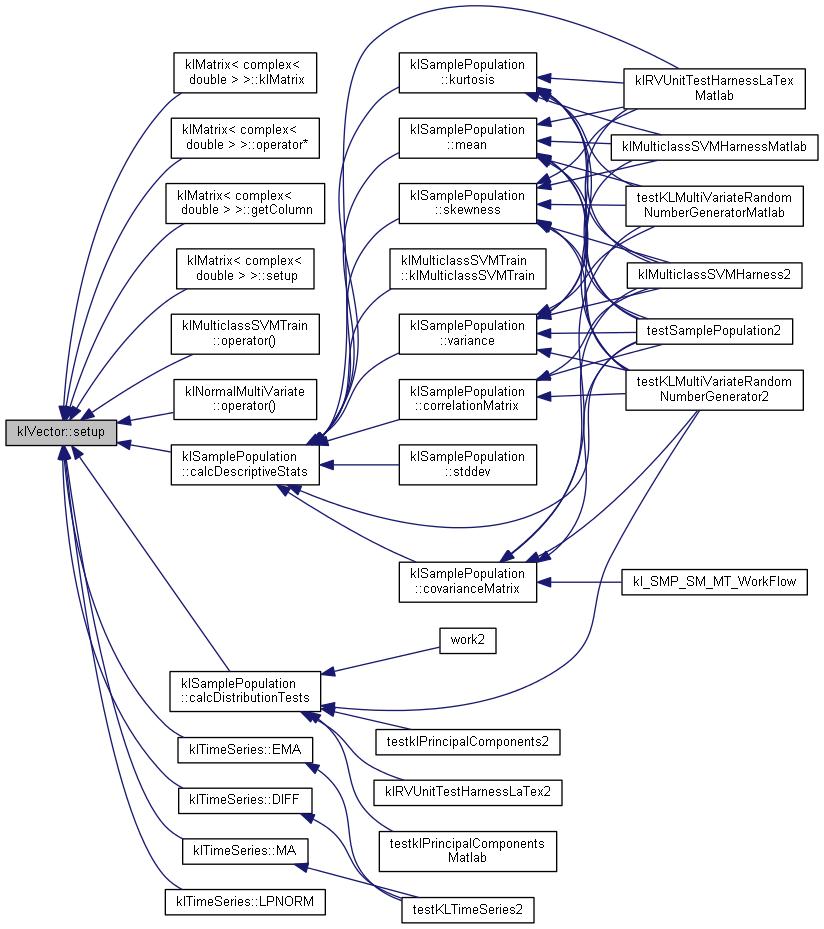 klVector::setup
klMatrix< complex<
double > >::klMatrix
klMatrix< complex<
double > >::operator*
klMatrix< complex<
double > >::getColumn
klMatrix< complex<
double > >::setup
klMulticlassSVMTrain
::operator()
klNormalMultiVariate
::operator()
klSamplePopulation
::calcDescriptiveStats
klSamplePopulation
::calcDistributionTests
klTimeSeries::EMA
klTimeSeries::DIFF
klTimeSeries::MA
klTimeSeries::LPNORM
klSamplePopulation
::kurtosis
klSamplePopulation
::mean
klSamplePopulation
::skewness
klMulticlassSVMTrain
::klMulticlassSVMTrain
klSamplePopulation
::variance
klSamplePopulation
::correlationMatrix
klSamplePopulation
::stddev
klSamplePopulation
::covarianceMatrix
work2
testklPrincipalComponents2
klRVUnitTestHarnessLaTex2
testklPrincipalComponents
Matlab
testKLTimeSeries2
klRVUnitTestHarnessLaTex
Matlab
klMulticlassSVMHarnessMatlab
testKLMultiVariateRandom
NumberGeneratorMatlab
klMulticlassSVMHarness2
testSamplePopulation2
testKLMultiVariateRandom
NumberGenerator2
kl_SMP_SM_MT_WorkFlow